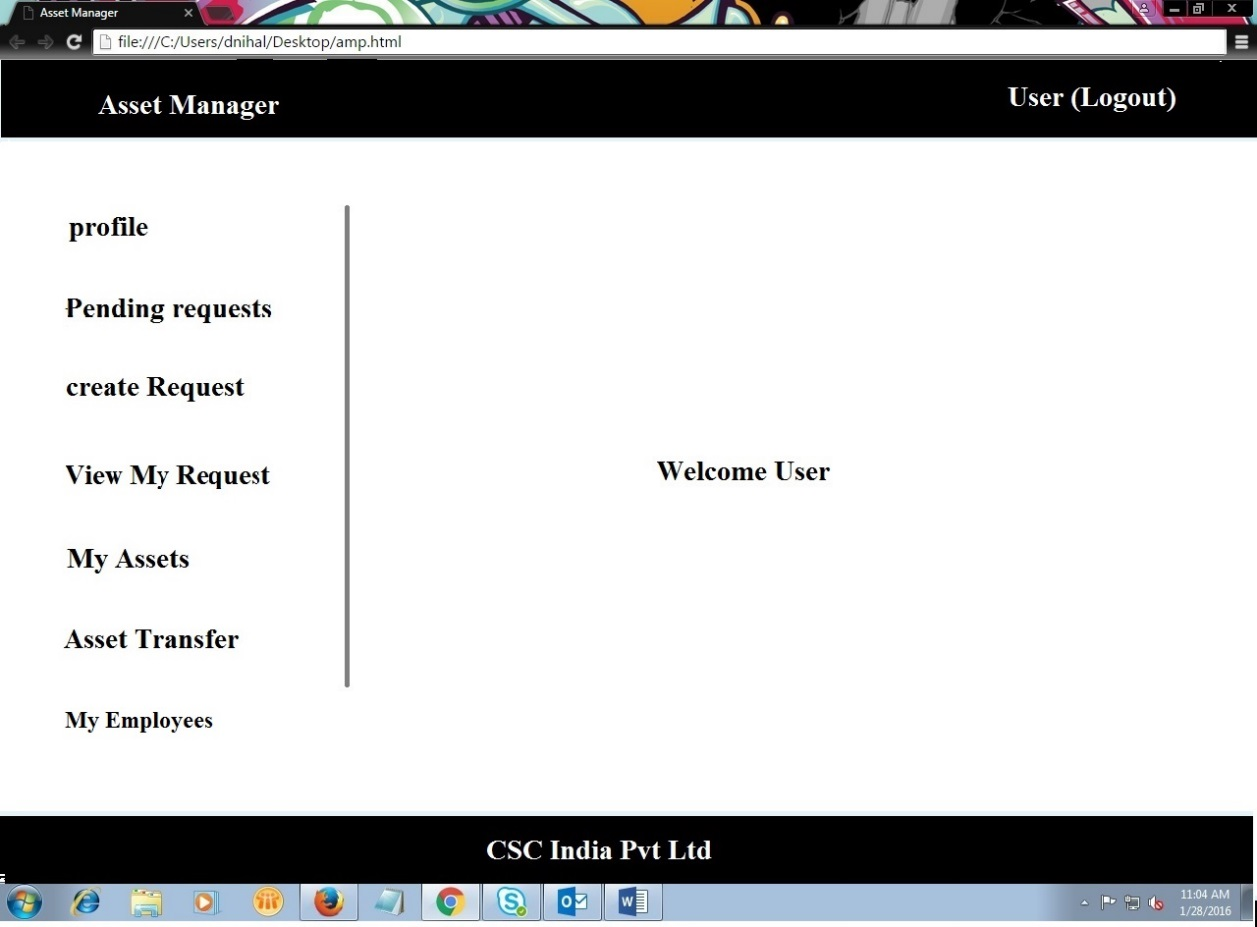 Asset Manager
file:///C:/Users/dnihal/Desktop/amp.html
Asset Manager
User (Logout)
profile
Pending requests
create Request
View My Request
Welcome User
My Assets
Asset Transfer
My Employees
CSC India Pvt Ltd
11:04 AM
1/28/2016